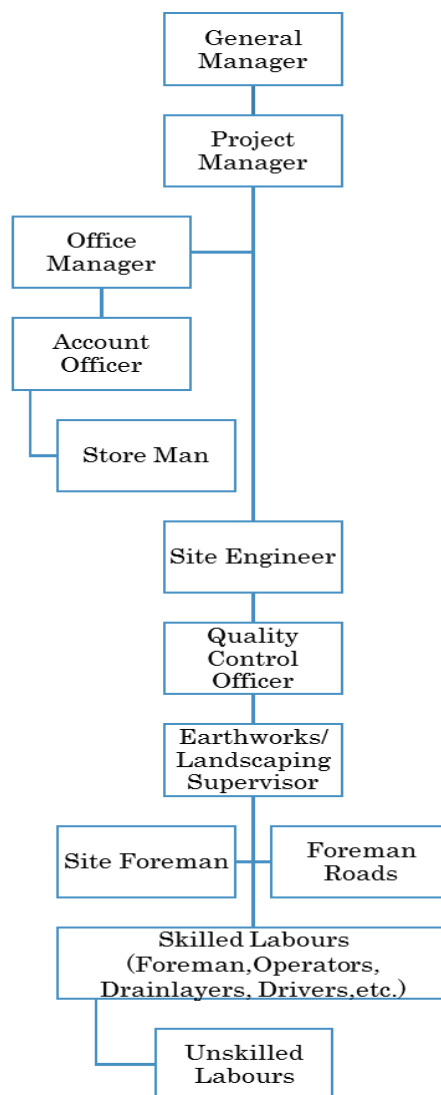 General
Manager
Project
Manager
Office
Manager
Account
Officer
Store Man
Site Engineer
Quality
Control
Officer
Earthworks/
Landscaping
Supervisor
Site Foreman
Foreman
Roads
Skilled Labours
(Foreman,Operators,
Drainlayers, Drivers,etc.)
Unskilled
Labours